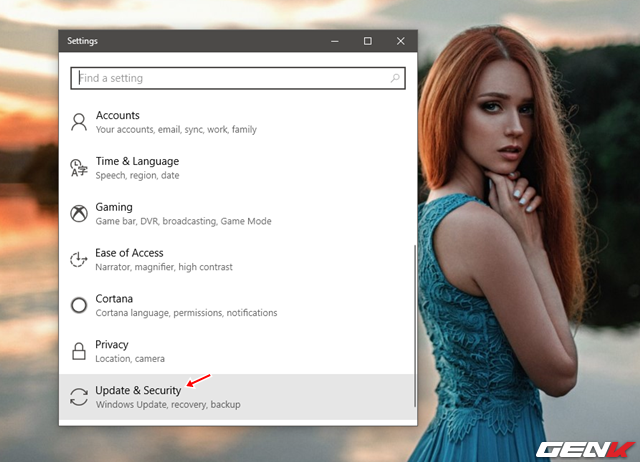 Settings
Find a setting
Accounts
Your accounts, email, sync, work, family
Time & Language
Speech, region, date
Gaming
Game bar, DVR, broadcasting, Game Mode
Ease of Access
Narrator, magnifier, high contrast
Cortana
Cortana language, permissions, notifications
Privacy
Location, camera
Update & Security
Windows Update, recovery, backup
GENK